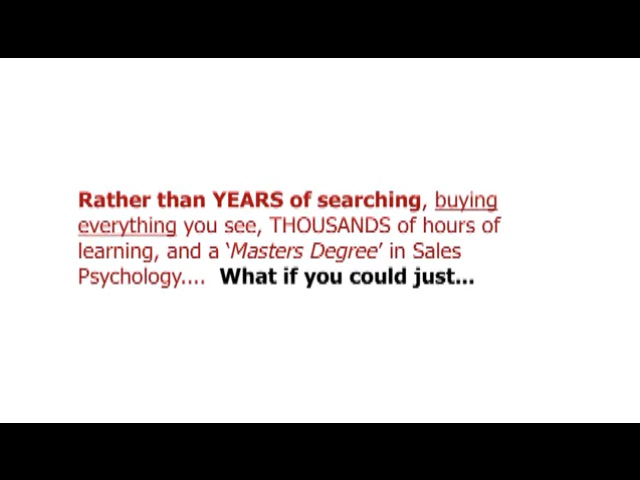 Rather than YEARS of searching, buying
everything you see, THOUSANDS of hours of
learning, and a ‘Masters Degree’ in Sales
Psychology.... What if you could just...